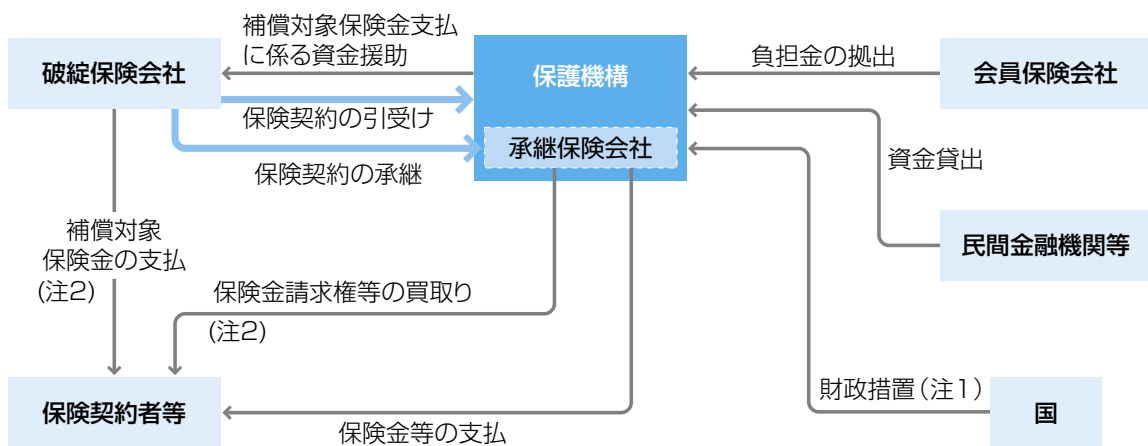 補償対象保険金支払
に係る資金援助
破綻保険会社
保護機構
負担金の拠出
会員保険会社
保険契約の引受け
承継保険会社
保険契約の承継
資金貸出
民間金融機関等
補償対象
保険金の支払
(注2)
保険金請求権等の買取り
(注2)
保険契約者等
保険金等の支払
財政措置(注1)
国